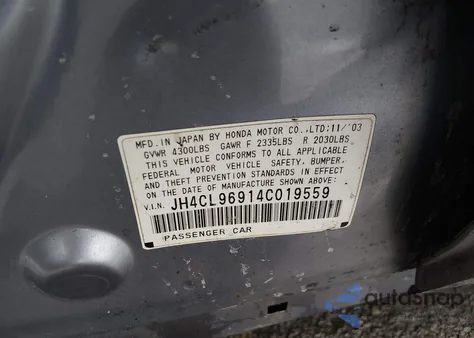 MFD.IN JAPAN BY HONDA MOTOR CO.,LTD:11/'03
GVWR 4300LBS GAWR F 2335LBS R 2030LBS
THIS VEHICLE CONFORMS TO ALL APPLICABLE
FEDERAL MOTOR VEHICLE SAFETY, BUMPER,
AND THEFT PREVENTION STANDARDS IN EFFECT
ON THE DATE OF MANUFACTURE SHOWN ABOVE.
V.I.N. JH4CL96914C019559
PASSENGER CAR
autosnap